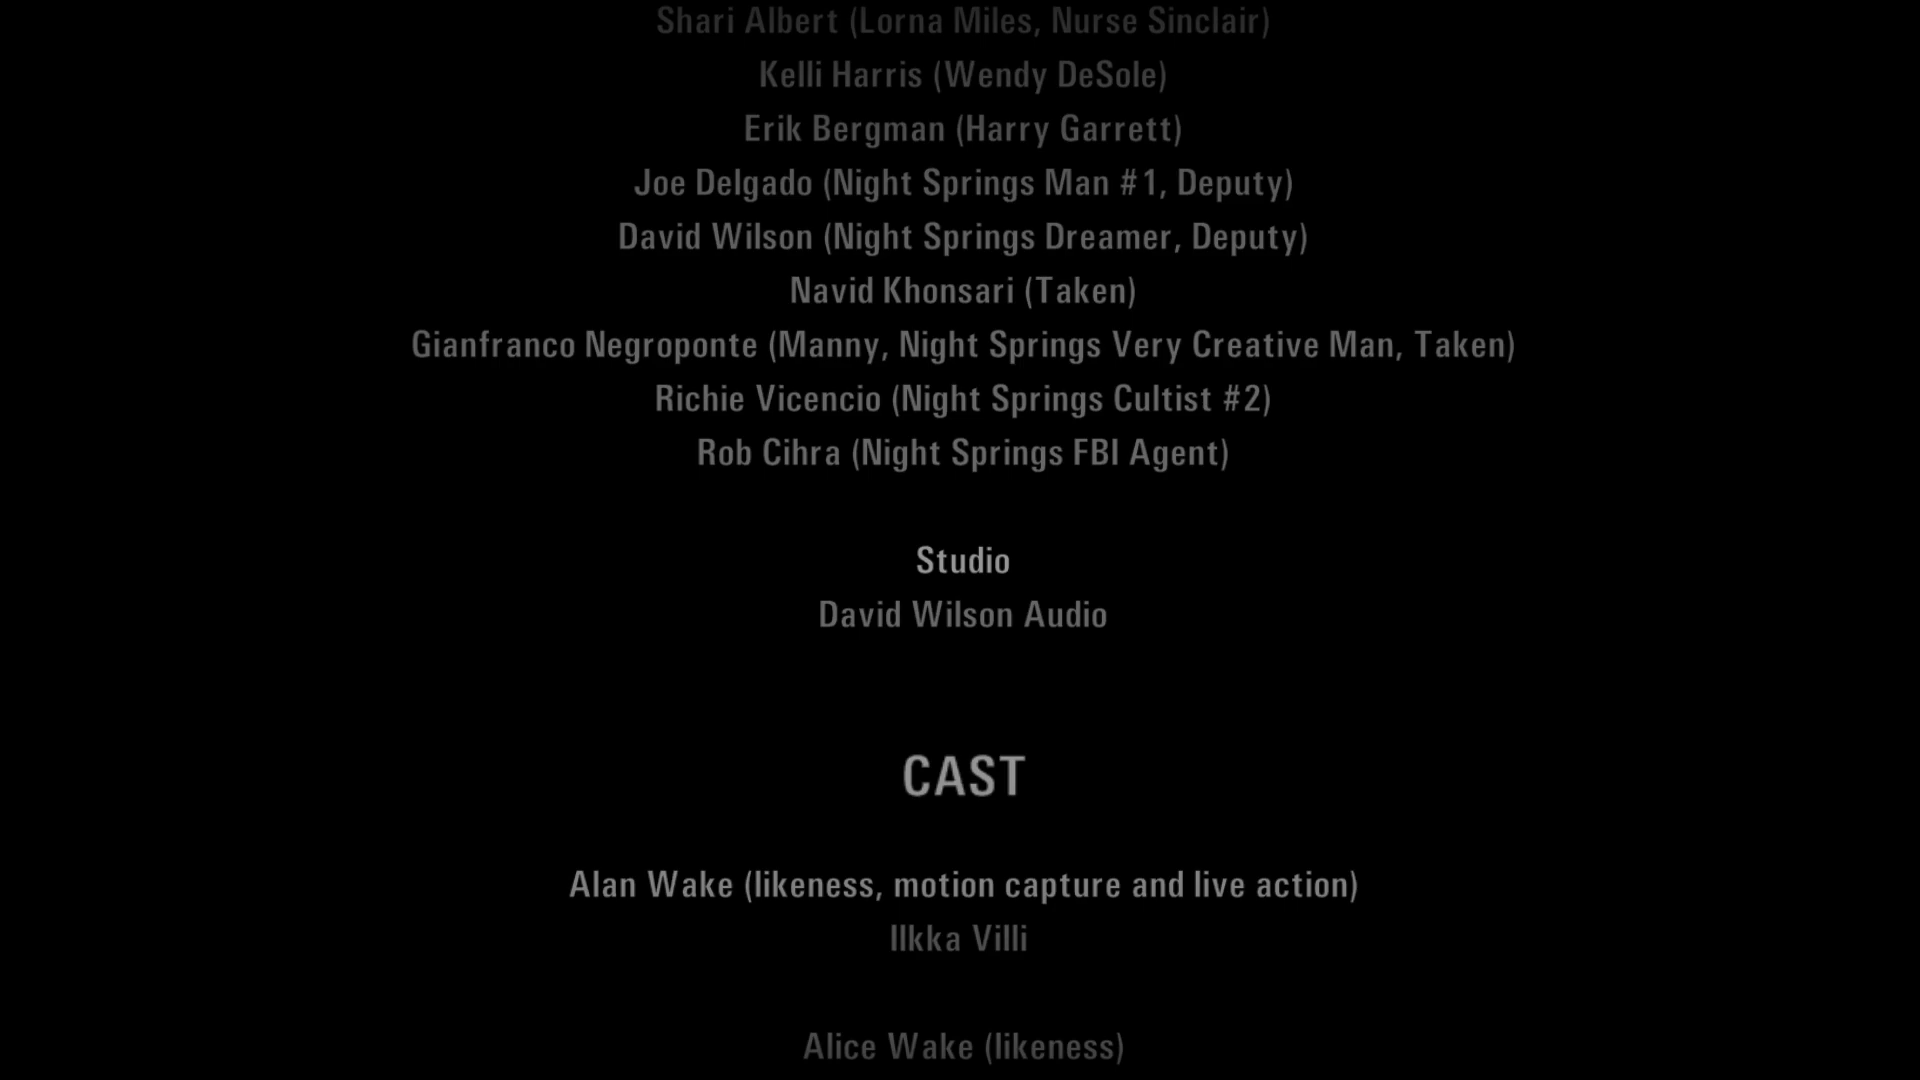 Shari Albert (Lorna Miles, Nurse Sinclair)
Kelli Harris (Wendy DeSole)
Erik Bergman (Harry Garrett)
Joe Delgado (Night Springs Man #1, Deputy)
David Wilson (Night Springs Dreamer, Deputy)
Navid Khonsari (Taken)
Gianfranco Negroponte (Manny, Night Springs Very Creative Man, Taken)
Richie Vicencio (Night Springs Cultist #2)
Rob Cihra (Night Springs FBI Agent)
Studio
David Wilson Audio
CAST
Alan Wake (likeness, motion capture and live action)
Ilkka Villi
Alice Wake (likeness)